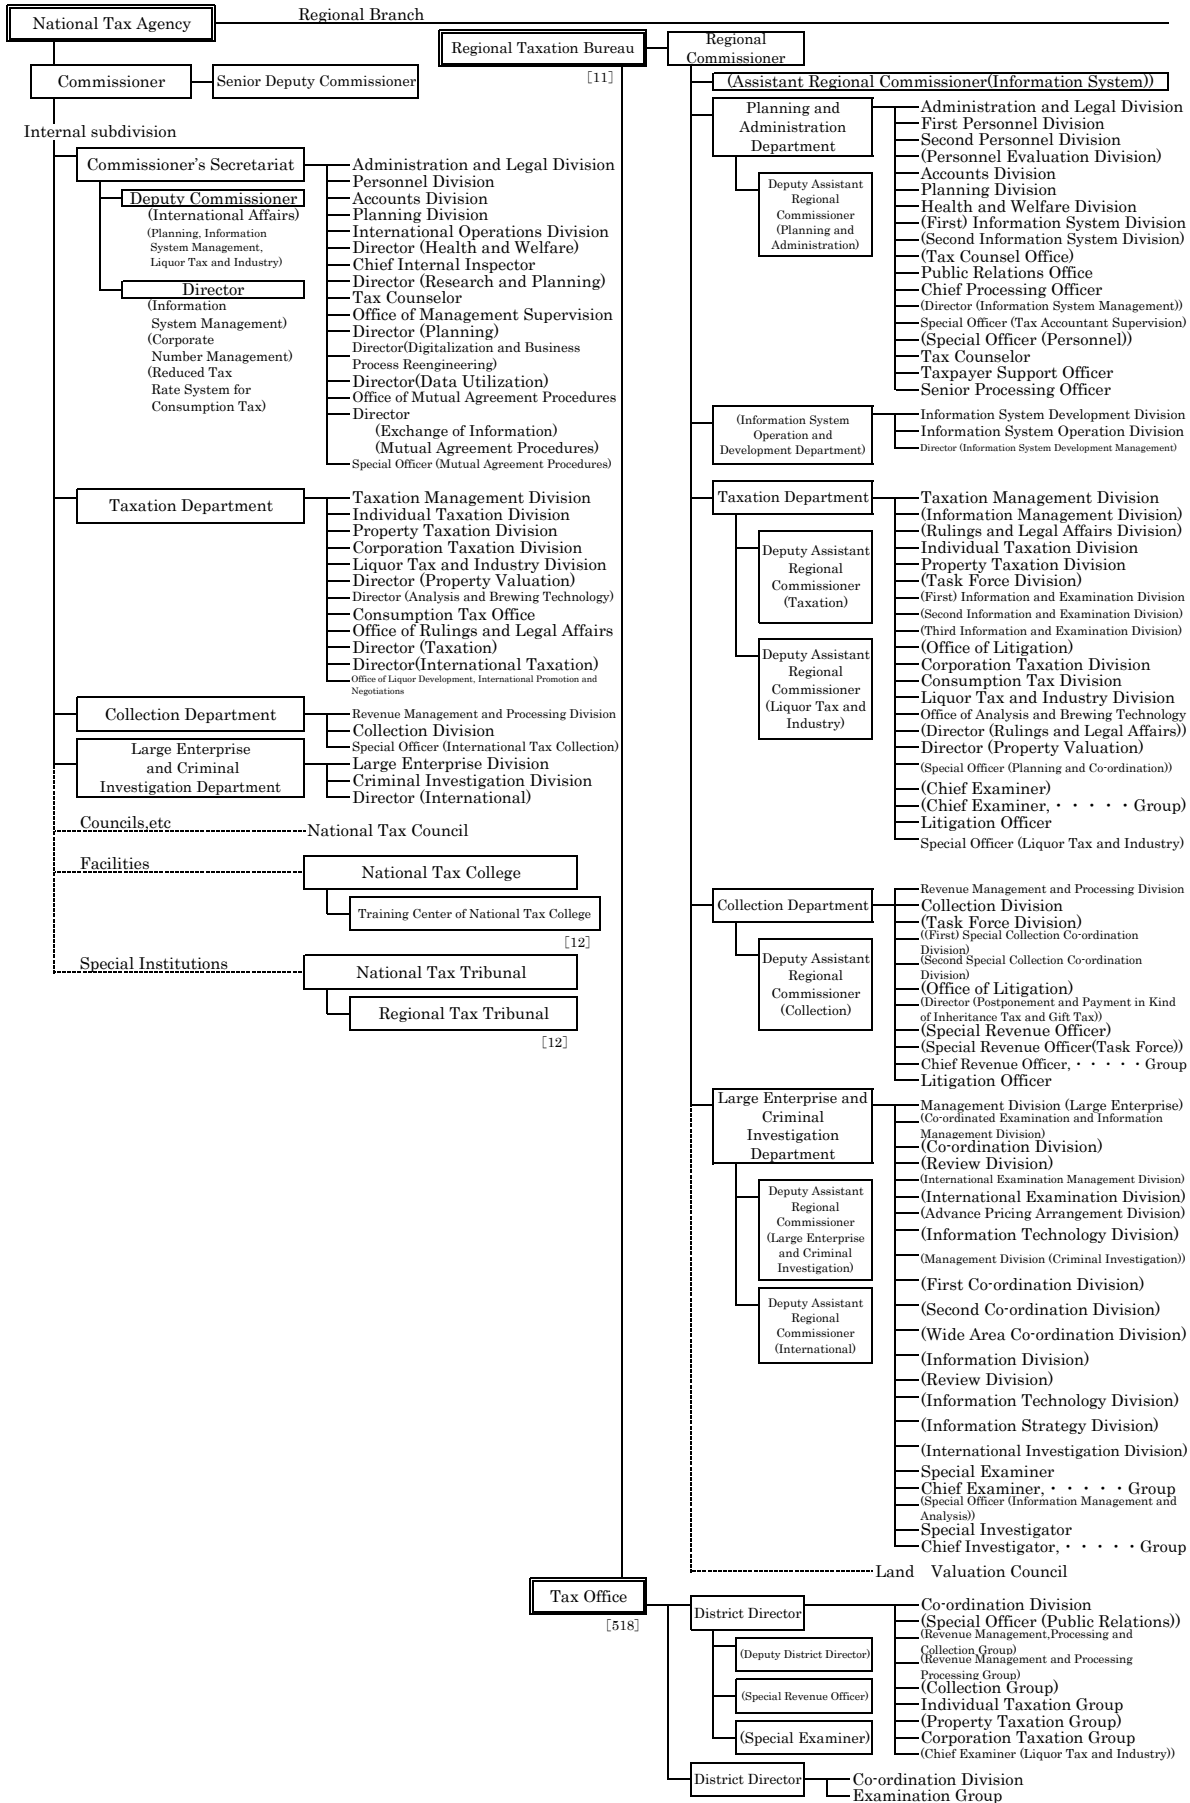 National Tax Agency
Regional Branch
Commissioner
Senior Deputy Commissioner
Internal subdivision
Commissioner's Secretariat
Deputy Commissioner
(International Affairs)
(Planning, Information
System Management,
Liquor Tax and Industry)
Director
(Information
System Management)
(Corporate
Number Management)
(Reduced Tax
Rate System for
Consumption Tax)
Administration and Legal Division
Personnel Division
Accounts Division
Planning Division
International Operations Division
Director (Health and Welfare)
Chief Internal Inspector
Director (Research and Planning)
Tax Counselor
Office of Management Supervision
Director (Planning)
Director(Digitalization and Business
Process Reengineering)
Director(Data Utilization)
Office of Mutual Agreement Procedures
Director
(Exchange of Information)
(Mutual Agreement Procedures)
Special Officer (Mutual Agreement Procedures)
Taxation Department
Taxation Management Division
Individual Taxation Division
Property Taxation Division
Corporation Taxation Division
Liquor Tax and Industry Division
Director (Property Valuation)
Director (Analysis and Brewing Technology)
Consumption Tax Office
Office of Rulings and Legal Affairs
Director (Taxation)
Director(International Taxation)
Office of Liquor Development, International Promotion and
Negotiations
Collection Department
Revenue Management and Processing Division
Collection Division
Special Officer (International Tax Collection)
Large Enterprise
and Criminal
Investigation Department
Large Enterprise Division
Criminal Investigation Division
Director (International)
Councils,etc
National Tax Council
Facilities
National Tax College
Training Center of National Tax College
[12]
Special Institutions
National Tax Tribunal
Regional Tax Tribunal
[12]
Regional Taxation Bureau
[11]
Regional
Commissioner
(Assistant Regional Commissioner(Information System))
Planning and
Administration
Department
Deputy Assistant
Regional
Commissioner
(Planning and
Administration)
Administration and Legal Division
First Personnel Division
Second Personnel Division
(Personnel Evaluation Division)
Accounts Division
Planning Division
Health and Welfare Division
(First) Information System Division
(Second Information System Division)
(Tax Counsel Office)
Public Relations Office
Chief Processing Officer
(Director (Information System Management))
Special Officer (Tax Accountant Supervision)
(Special Officer (Personnel))
Tax Counselor
Taxpayer Support Officer
Senior Processing Officer
(Information System
Operation and
Development Department)
Information System Development Division
Information System Operation Division
Director (Information System Development Management)
Taxation Department
Deputy Assistant
Regional
Commissioner
(Taxation)
Deputy Assistant
Regional
Commissioner
(Liquor Tax and
Industry)
Taxation Management Division
(Information Management Division)
(Rulings and Legal Affairs Division)
Individual Taxation Division
Property Taxation Division
(Task Force Division)
(First) Information and Examination Division
(Second Information and Examination Division)
(Third Information and Examination Division)
(Office of Litigation)
Corporation Taxation Division
Consumption Tax Division
Liquor Tax and Industry Division
Office of Analysis and Brewing Technology
(Director (Rulings and Legal Affairs))
Director (Property Valuation)
(Special Officer (Planning and Co-ordination))
(Chief Examiner)
(Chief Examiner,・・・・・Group)
Litigation Officer
Special Officer (Liquor Tax and Industry)
Collection Department
Deputy Assistant
Regional
Commissioner
(Collection)
Revenue Management and Processing Division
Collection Division
(Task Force Division)
((First) Special Collection Co-ordination
Division)
(Second Special Collection Co-ordination
Division)
(Office of Litigation)
(Director (Postponement and Payment in Kind
of Inheritance Tax and Gift Tax))
(Special Revenue Officer)
(Special Revenue Officer(Task Force))
Chief Revenue Officer,・・・・・Group
Litigation Officer
Large Enterprise and
Criminal
Investigation
Department
Deputy Assistant
Regional
Commissioner
(Large Enterprise
and Criminal
Investigation)
Deputy Assistant
Regional
Commissioner
(International)
Management Division (Large Enterprise)
(Co-ordinated Examination and Information
Management Division)
(Co-ordination Division)
(Review Division)
(International Examination Management Division)
(International Examination Division)
(Advance Pricing Arrangement Division)
(Information Technology Division)
(Management Division (Criminal Investigation))
(First Co-ordination Division)
(Second Co-ordination Division)
(Wide Area Co-ordination Division)
(Information Division)
(Review Division)
(Information Technology Division)
(Information Strategy Division)
(International Investigation Division)
Special Examiner
Chief Examiner,・・・・・Group
(Special Officer (Information Management and
Analysis))
Special Investigator
Chief Investigator,・・・・・Group
Land Valuation Council
Tax Office
[518]
District Director
(Deputy District Director)
(Special Revenue Officer)
(Special Examiner)
Co-ordination Division
(Special Officer (Public Relations))
(Revenue Management,Processing and
Collection Group)
(Revenue Management and Processing
Processing Group)
(Collection Group)
Individual Taxation Group
(Property Taxation Group)
Corporation Taxation Group
(Chief Examiner (Liquor Tax and Industry))
District Director
Co-ordination Division
Examination Group